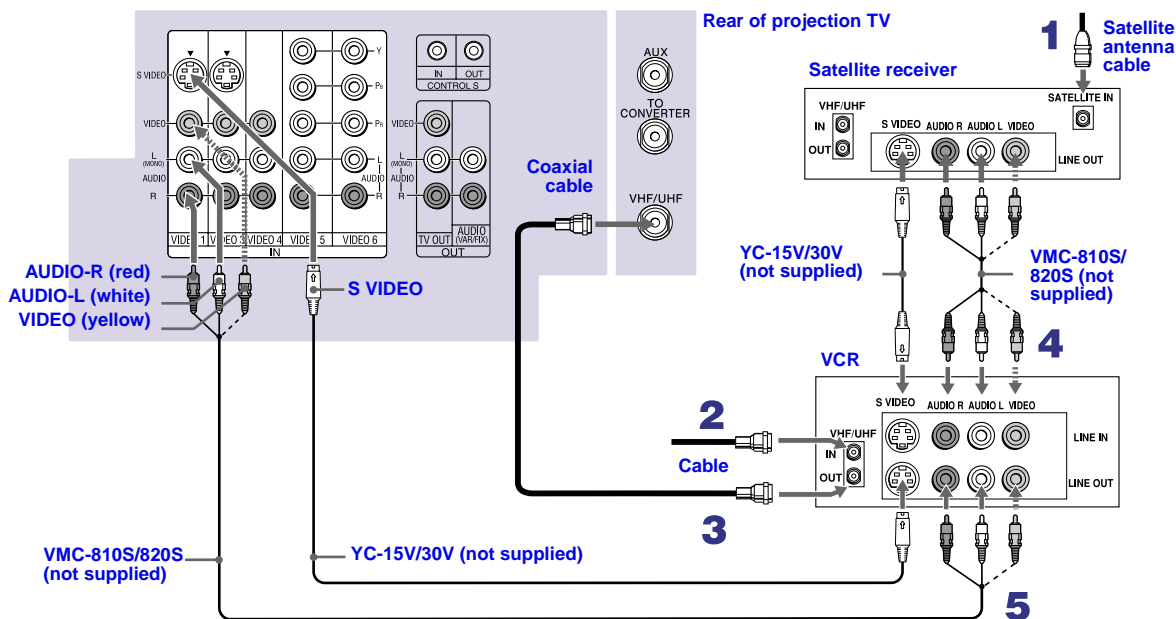 Rear of projection TV
Y
S VIDEO
IN
OUT
CONTROL S
PB
VIDEO
PR
VIDEO
L
(MONO)
AUDIO
R
L
AUDIO
R
L
(MONO)
AUDIO
R
VIDEO 1
VIDEO 3
VIDEO 4
VIDEO 5
VIDEO 6
IN
TV OUT
AUDIO
(VAR/FIX)
OUT
AUX
TO
CONVERTER
VHF/UHF
Coaxial
cable
1
Satellite
antenna
cable
Satellite receiver
VHF/UHF
IN
OUT
S VIDEO
AUDIO R
AUDIO L
VIDEO
SATELLITE IN
LINE OUT
AUDIO-R (red)
AUDIO-L (white)
VIDEO (yellow)
S VIDEO
YC-15V/30V
(not supplied)
VMC-810S/
820S (not
supplied)
4
VCR
S VIDEO
AUDIO R
AUDIO L
VIDEO
2
VHF/UHF
IN
OUT
LINE IN
LINE OUT
Cable
3
VMC-810S/820S
(not supplied)
YC-15V/30V (not supplied)
5